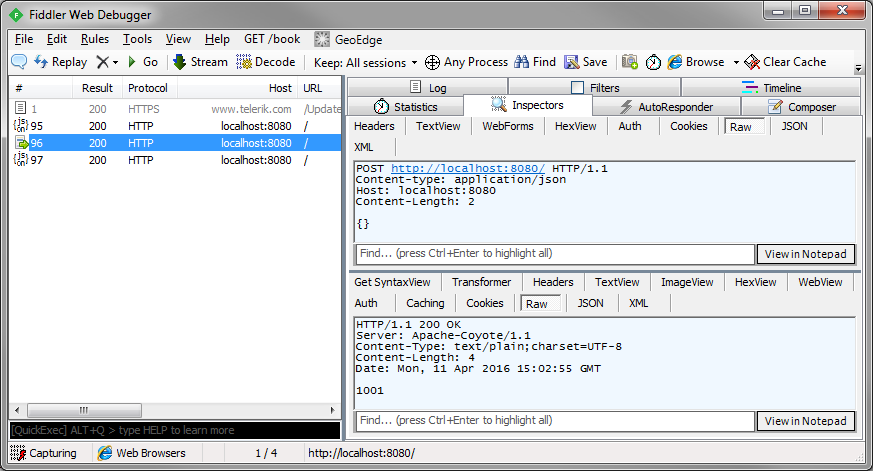 Fiddler Web Debugger
File Edit Rules Tools View Help GET /book GeoEdge
Replay Go Stream Decode Keep: All sessions Any Process Find Save Browse Clear Cache
# Result Protocol Host URL
1 200 HTTPS www.telerik.com /Update
95 200 HTTP localhost:8080 /
96 200 HTTP localhost:8080 /
97 200 HTTP localhost:8080 /
Log Filters Timeline
Statistics Inspectors AutoResponder Composer
Headers TextView WebForms HexView Auth Cookies Raw JSON
XML
POST http://localhost:8080/ HTTP/1.1
Content-type: application/json
Host: localhost:8080
Content-Length: 2
{}
Find... (press Ctrl+Enter to highlight all) View in Notepad
Get SyntaxView Transformer Headers TextView ImageView HexView WebView
Auth Caching Cookies Raw JSON XML
HTTP/1.1 200 OK
Server: Apache-Coyote/1.1
Content-Type: text/plain;charset=UTF-8
Content-Length: 4
Date: Mon, 11 Apr 2016 15:02:55 GMT
1001
Find... (press Ctrl+Enter to highlight all) View in Notepad
[QuickExec] ALT+Q > type HELP to learn more
Capturing Web Browsers 1 / 4 http://localhost:8080/